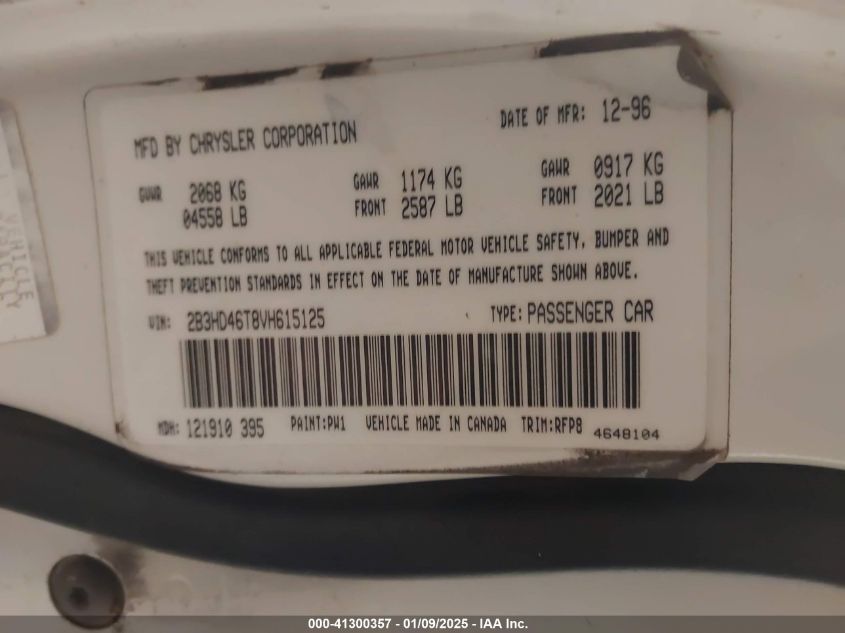 MFD BY CHRYSLER CORPORATION DATE OF MFR: 12-96
GVWR 2068 KG GAWR 1174 KG GAWR 0917 KG
04558 LB FRONT 2587 LB FRONT 2021 LB
THIS VEHICLE CONFORMS TO ALL APPLICABLE FEDERAL MOTOR VEHICLE SAFETY, BUMPER AND
THEFT PREVENTION STANDARDS IN EFFECT ON THE DATE OF MANUFACTURE SHOWN ABOVE.
VIN: 2B3HD46T8VH615125 TYPE: PASSENGER CAR
MDH: 121910 395 PAINT:PW1 VEHICLE MADE IN CANADA TRIM:RFP8 4648104
VEHICLE
000-41300357 | 01/09/2025 - IAA Inc.